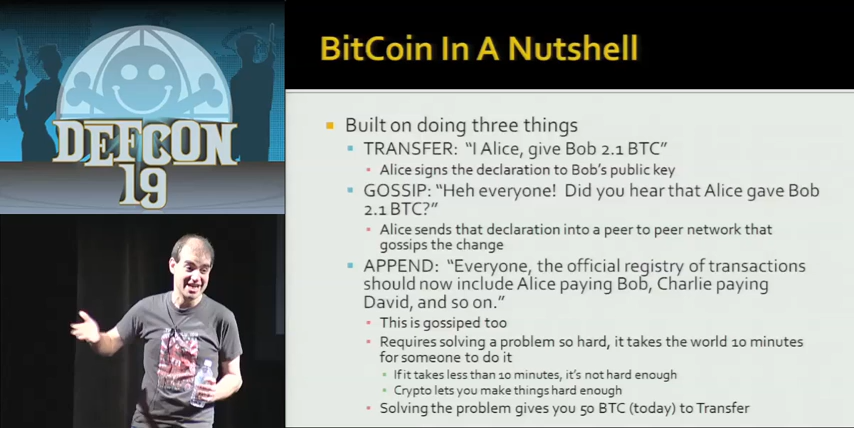 DEFCON
19
BitCoin In A Nutshell
Built on doing three things
TRANSFER: “I Alice, give Bob 2.1 BTC”
Alice signs the declaration to Bob’s public key
GOSSIP: “Heh everyone! Did you hear that Alice gave Bob
2.1 BTC?”
Alice sends that declaration into a peer to peer network that
gossips the change
APPEND: “Everyone, the official registry of transactions
should now include Alice paying Bob, Charlie paying
David, and so on.”
This is gossiped too
Requires solving a problem so hard, it takes the world 10 minutes
for someone to do it
If it takes less than 10 minutes, it’s not hard enough
Crypto lets you make things hard enough
Solving the problem gives you 50 BTC (today) to Transfer